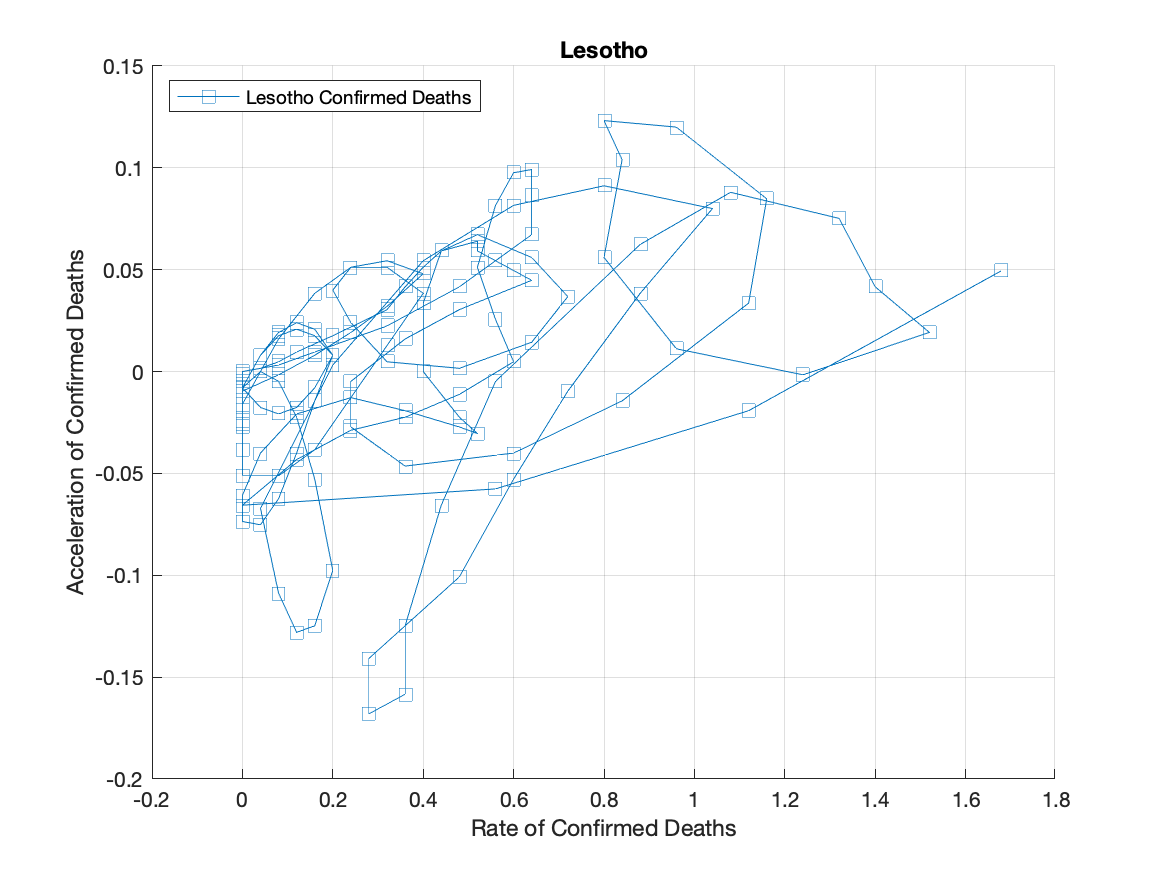 Lesotho
0.15
Lesotho Confirmed Deaths
0.1
0.05
0
-0.05
-0.1
-0.15
-0.2
Acceleration of Confirmed Deaths
-0.2 0 0.2 0.4 0.6 0.8 1 1.2 1.4 1.6 1.8
Rate of Confirmed Deaths